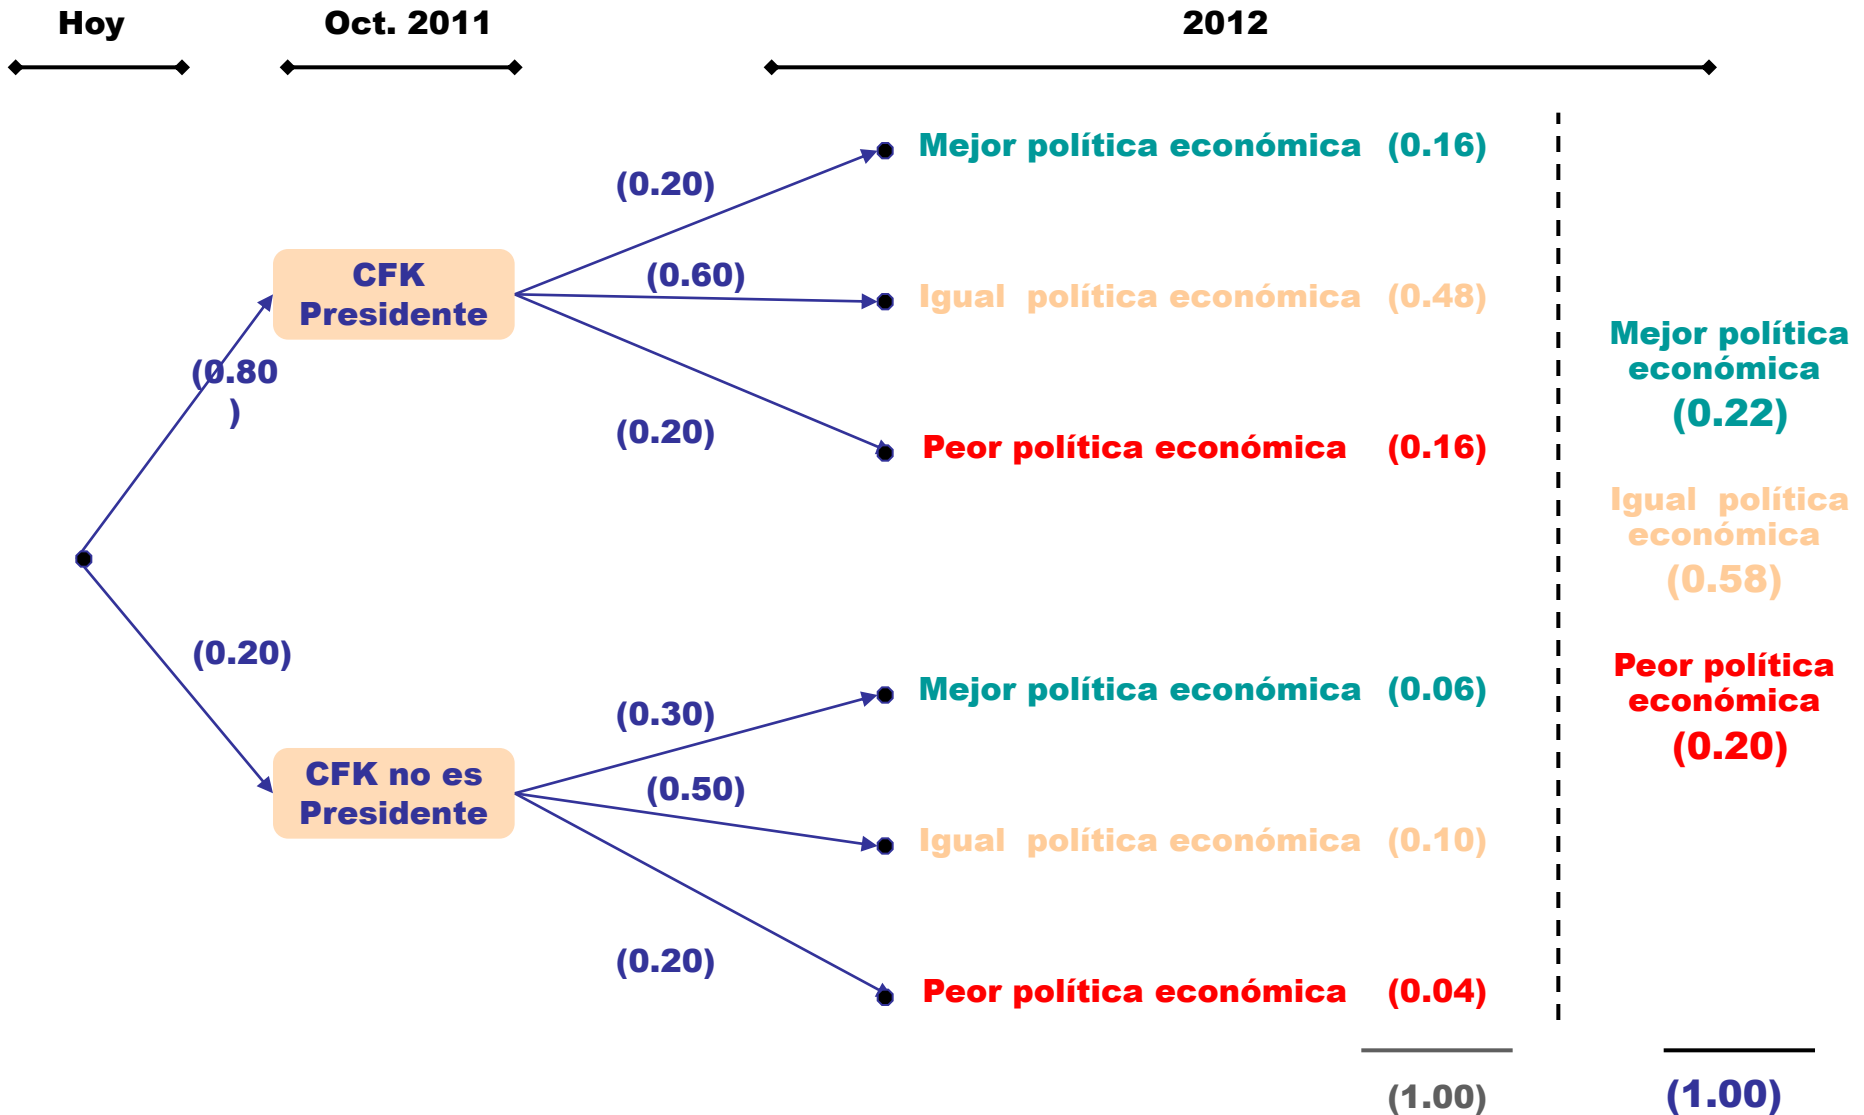 Hoy
Oct. 2011
2012
Mejor política económica (0.16)
(0.20)
CFK
Presidente
(0.60)
Igual política económica (0.48)
(0.80
)
(0.20)
Peor política económica (0.16)
(0.20)
Mejor política económica (0.06)
(0.30)
CFK no es
Presidente
(0.50)
Igual política económica (0.10)
(0.20)
Peor política económica (0.04)
(1.00)
Mejor política
económica
(0.22)
Igual política
económica
(0.58)
Peor política
económica
(0.20)
(1.00)